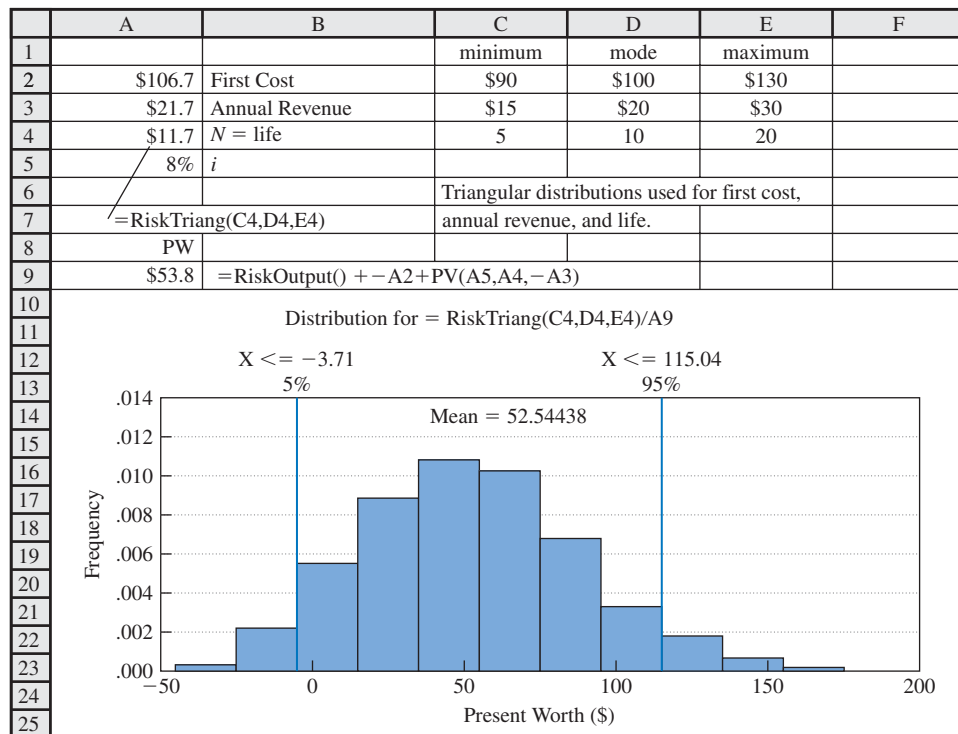 A B C D E F
1 minimum mode maximum
2 $106.7 First Cost $90 $100 $130
3 $21.7 Annual Revenue $15 $20 $30
4 $11.7 N = life 5 10 20
5 8% i
6 Triangular distributions used for first cost,
7 =RiskTriang(C4,D4,E4) annual revenue, and life.
8 PW
9 $53.8 =RiskOutput() +−A2+PV(A5,A4,−A3)
10
Distribution for = RiskTriang(C4,D4,E4)/A9
11
12 X <= −3.71 X <= 115.04
13 5% 95%
.014
14 Mean = 52.54438
.012
15
16 .010
17
.008
18
Frequency
19 .006
20
.004
21
22 .002
23 .000
−50 0 50 100 150 200
24
Present Worth ($)
25